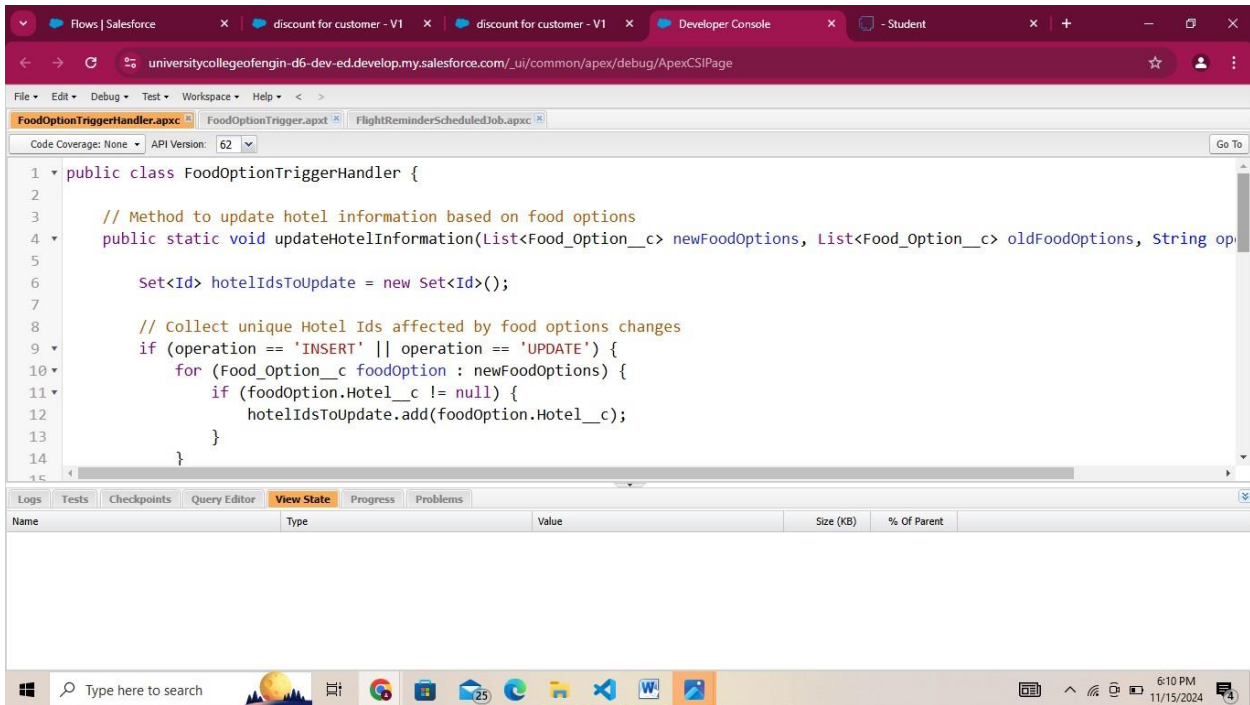 Flows | Salesforce
discount for customer - V1
discount for customer - V1
Developer Console
- Student
universitycollegeofengin-d6-dev-ed.develop.my.salesforce.com/_ui/common/apex/debug/ApexCSIPage
File Edit Debug Test Workspace Help < >
FoodOptionTriggerHandler.apxc FoodOptionTrigger.apxt FlightReminderScheduledJob.apxc
Code Coverage: None API Version: 62 Go To
1 public class FoodOptionTriggerHandler {
2
3 // Method to update hotel information based on food options
4 public static void updateHotelInformation(List<Food_Option__c> newFoodOptions, List<Food_Option__c> oldFoodOptions, String op
5
6 Set<Id> hotelIdsToUpdate = new Set<Id>();
7
8 // Collect unique Hotel Ids affected by food options changes
9 if (operation == 'INSERT' || operation == 'UPDATE') {
10 for (Food_Option__c foodOption : newFoodOptions) {
11 if (foodOption.Hotel__c != null) {
12 hotelIdsToUpdate.add(foodOption.Hotel__c);
13 }
14 }
15
Logs Tests Checkpoints Query Editor View State Progress Problems
Name Type Value Size (KB) % Of Parent
Type here to search
25
6:10 PM
11/15/2024
4